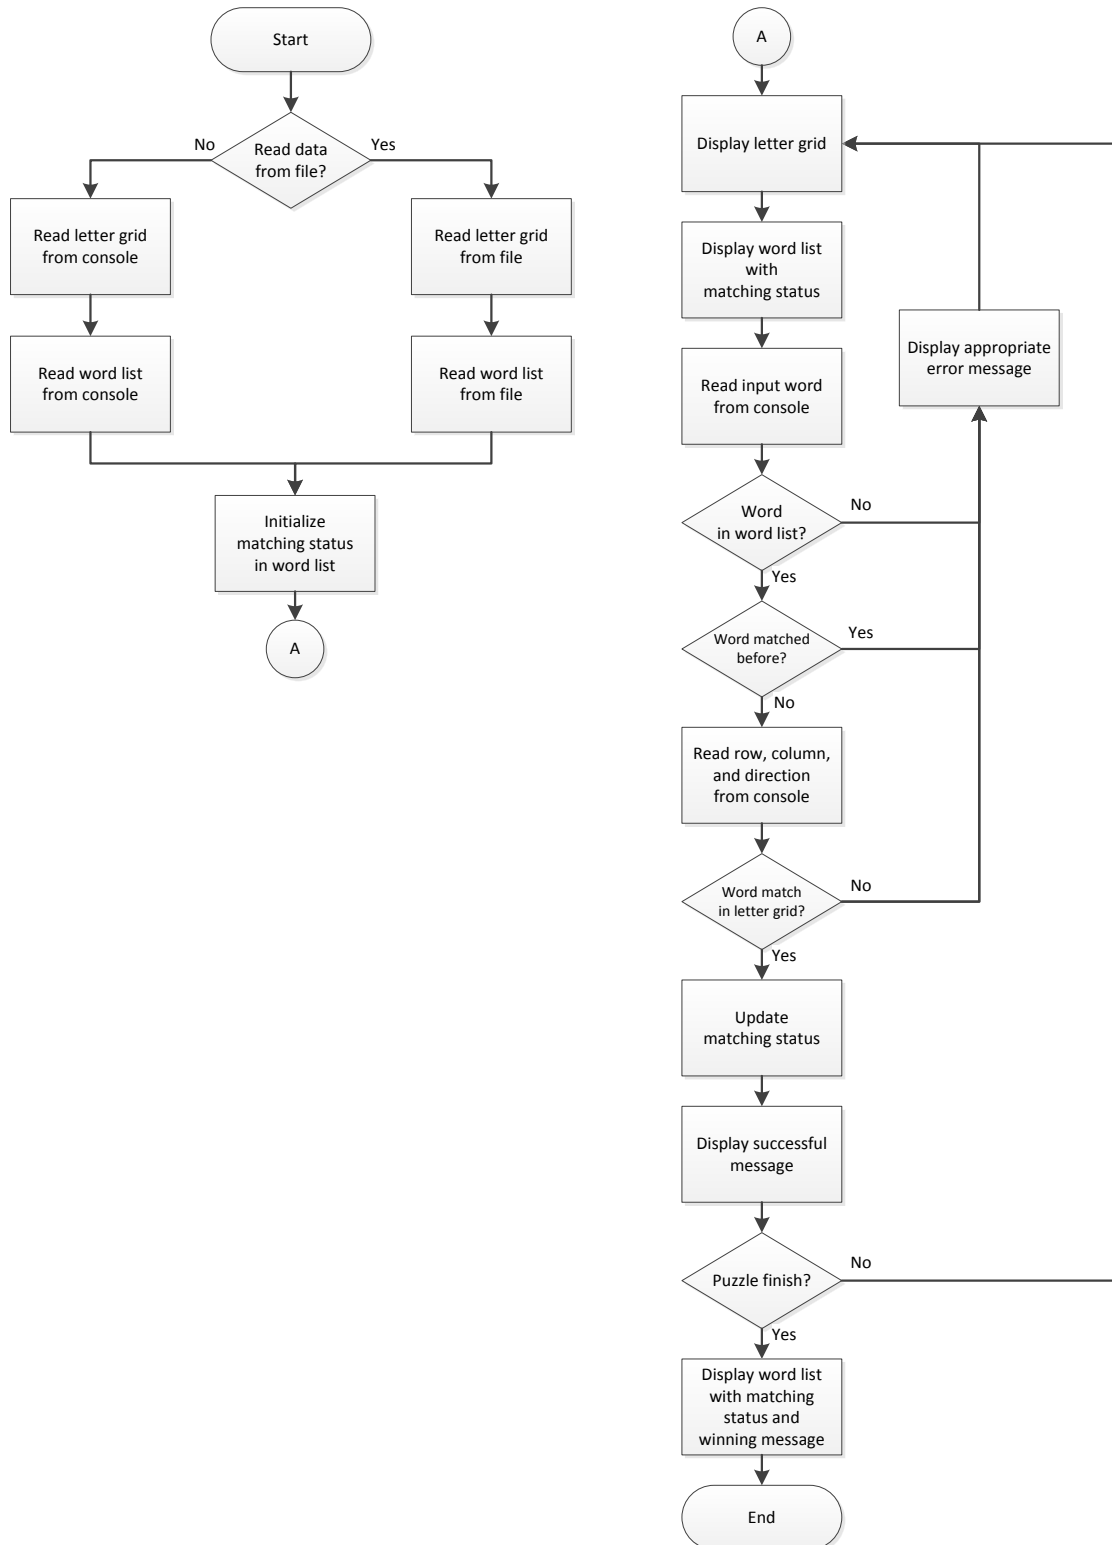 Start
No
Read data
from file?
Yes
Read letter grid
from console
Read letter grid
from file
Read word list
from console
Read word list
from file
Initialize
matching status
in word list
A
A
Display letter grid
Display word list
with
matching status
Display appropriate
error message
Read input word
from console
Word
in word list?
No
Yes
Word matched
before?
Yes
No
Read row, column,
and direction
from console
Word match
in letter grid?
No
Yes
Update
matching status
Display successful
message
Puzzle finish?
No
Yes
Display word list
with matching
status and
winning message
End